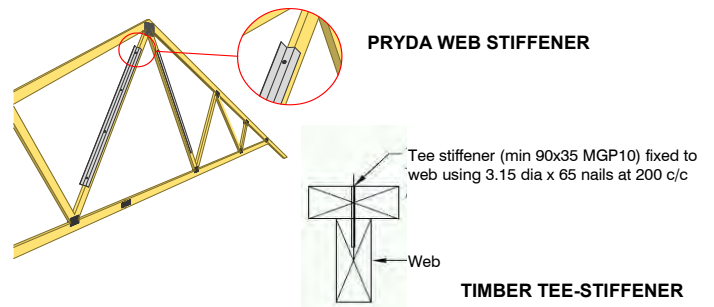 PRYDA WEB STIFFENER
Tee stiffener (min 90x35 MGP10) fixed to
web using 3.15 dia x 65 nails at 200 c/c
Web
TIMBER TEE-STIFFENER